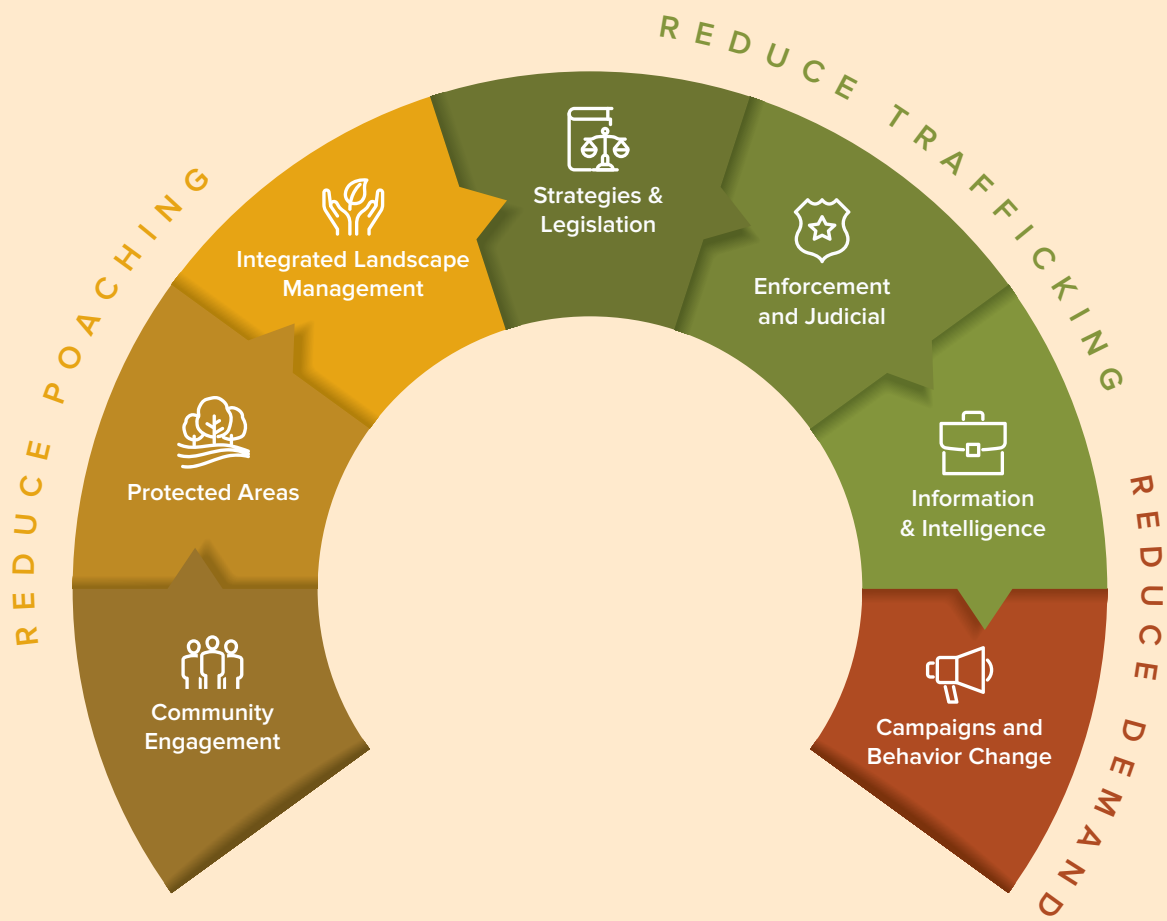 REDUCE POACHING
Community
Engagement
Protected Areas
Integrated Landscape
Management
REDUCE TRAFFICKING
Strategies &
Legislation
Enforcement
and Judicial
Information
& Intelligence
REDUCE DEMAND
Campaigns and
Behavior Change